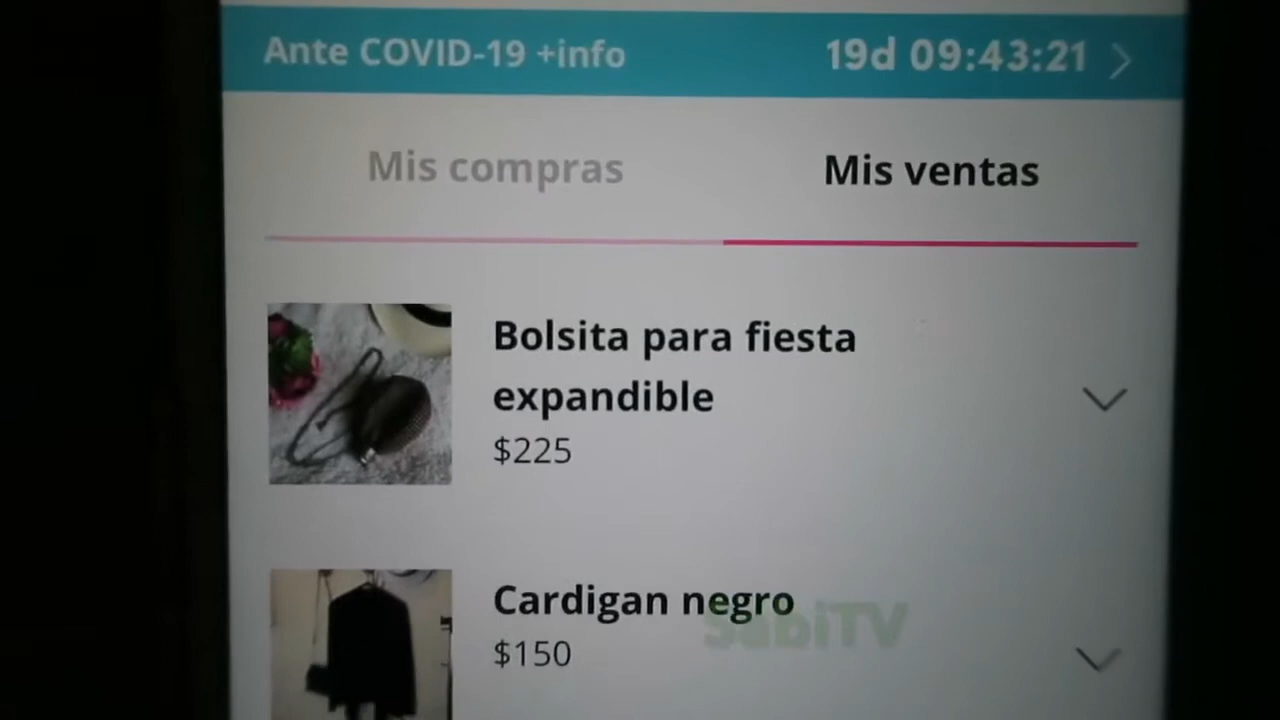 Ante COVID-19 +info
19d 09:43:21
Mis compras
Mis ventas
Bolsita para fiesta
expandible
$225
Cardigan negro
$150
SabiTV